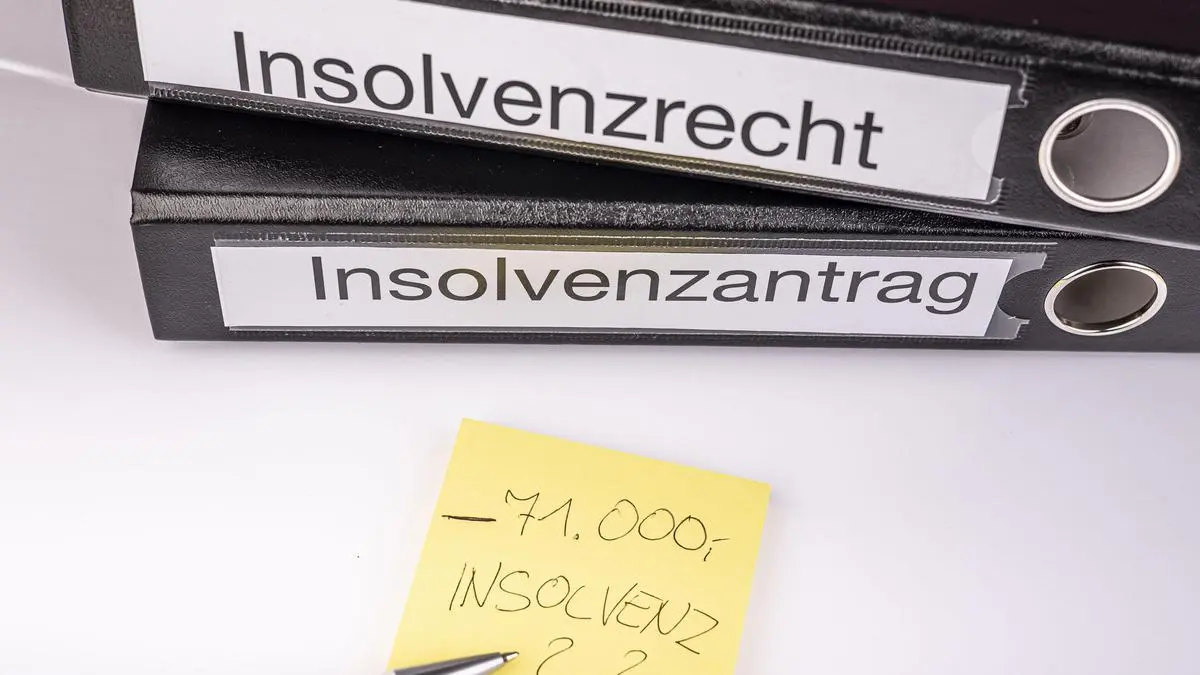 Insolvenzrecht
Insolvenzantrag
-71.000,-
INSOLVENZ
? ?